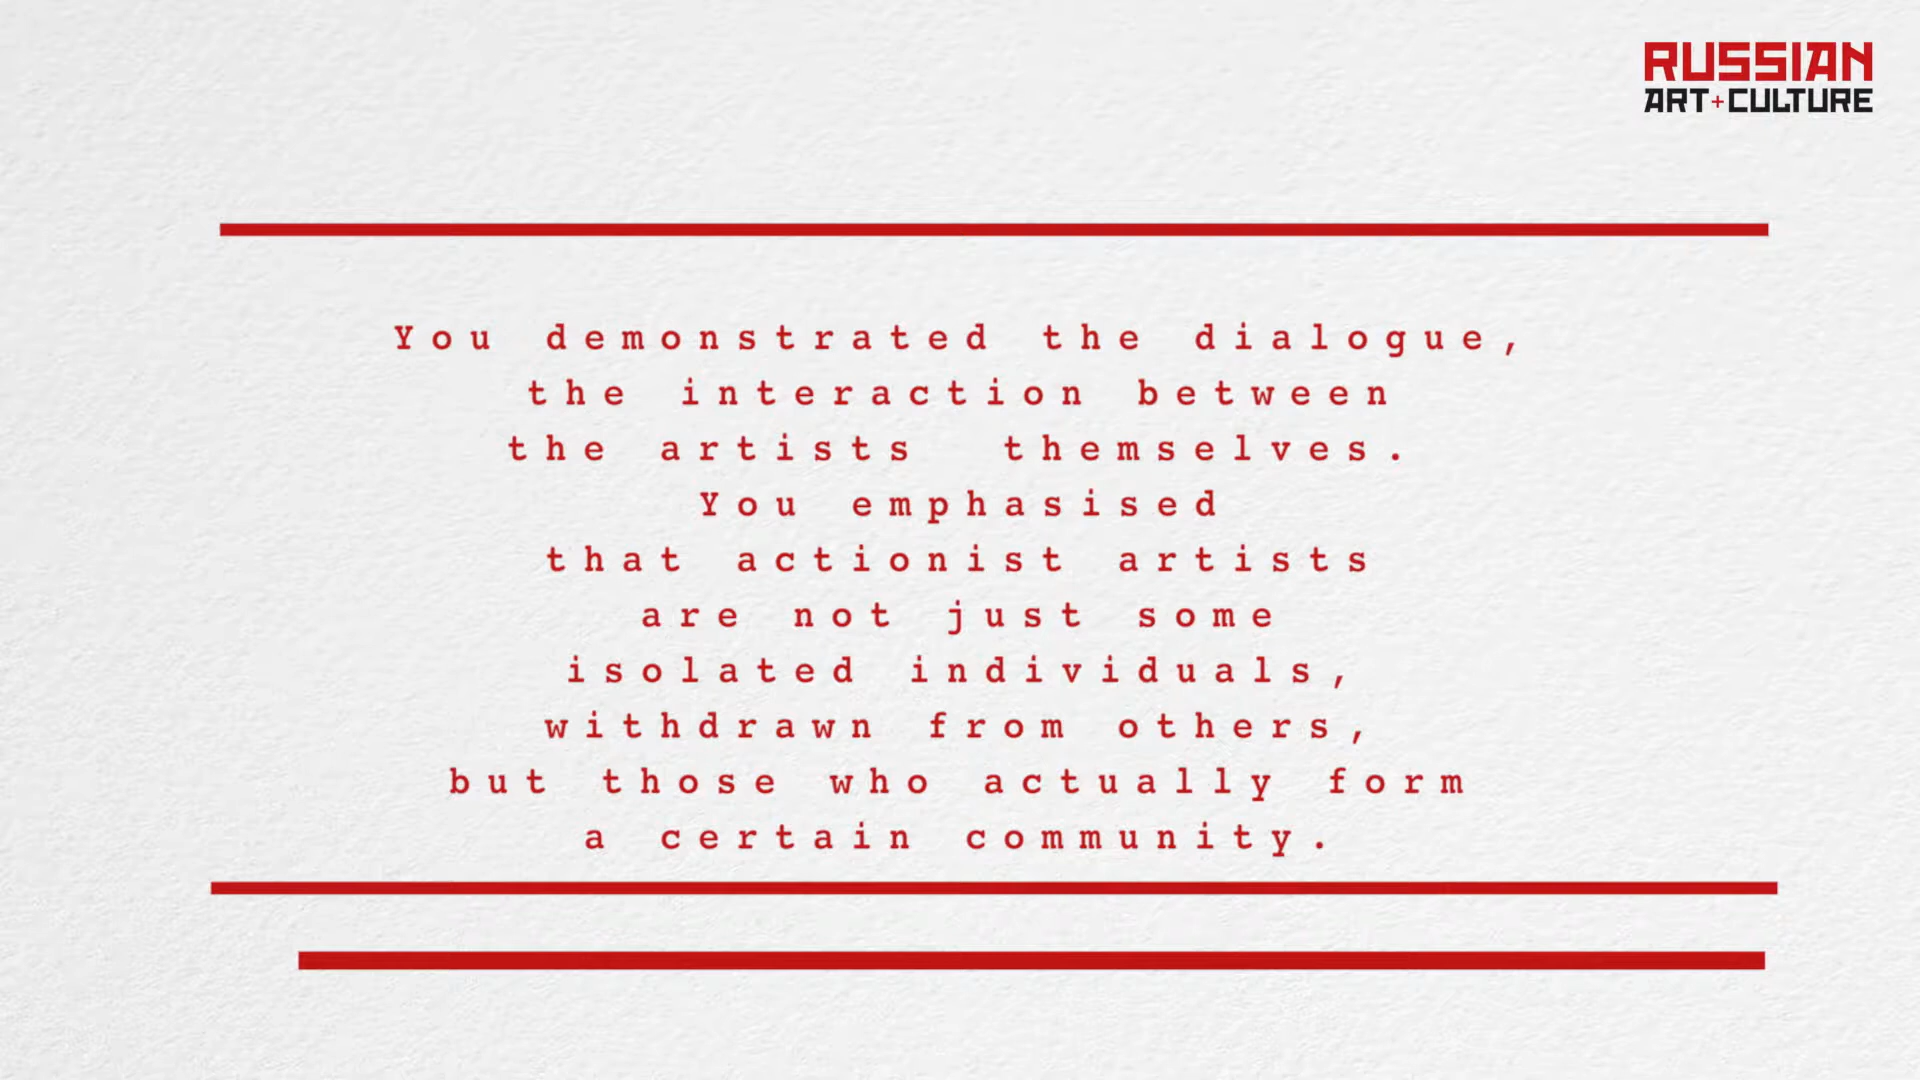 RUSSIAN
ART+CULTURE
You demonstrated the dialogue,
the interaction between
the artists themselves.
You emphasised
that actionist artists
are not just some
isolated individuals,
withdrawn from others,
but those who actually form
a certain community.